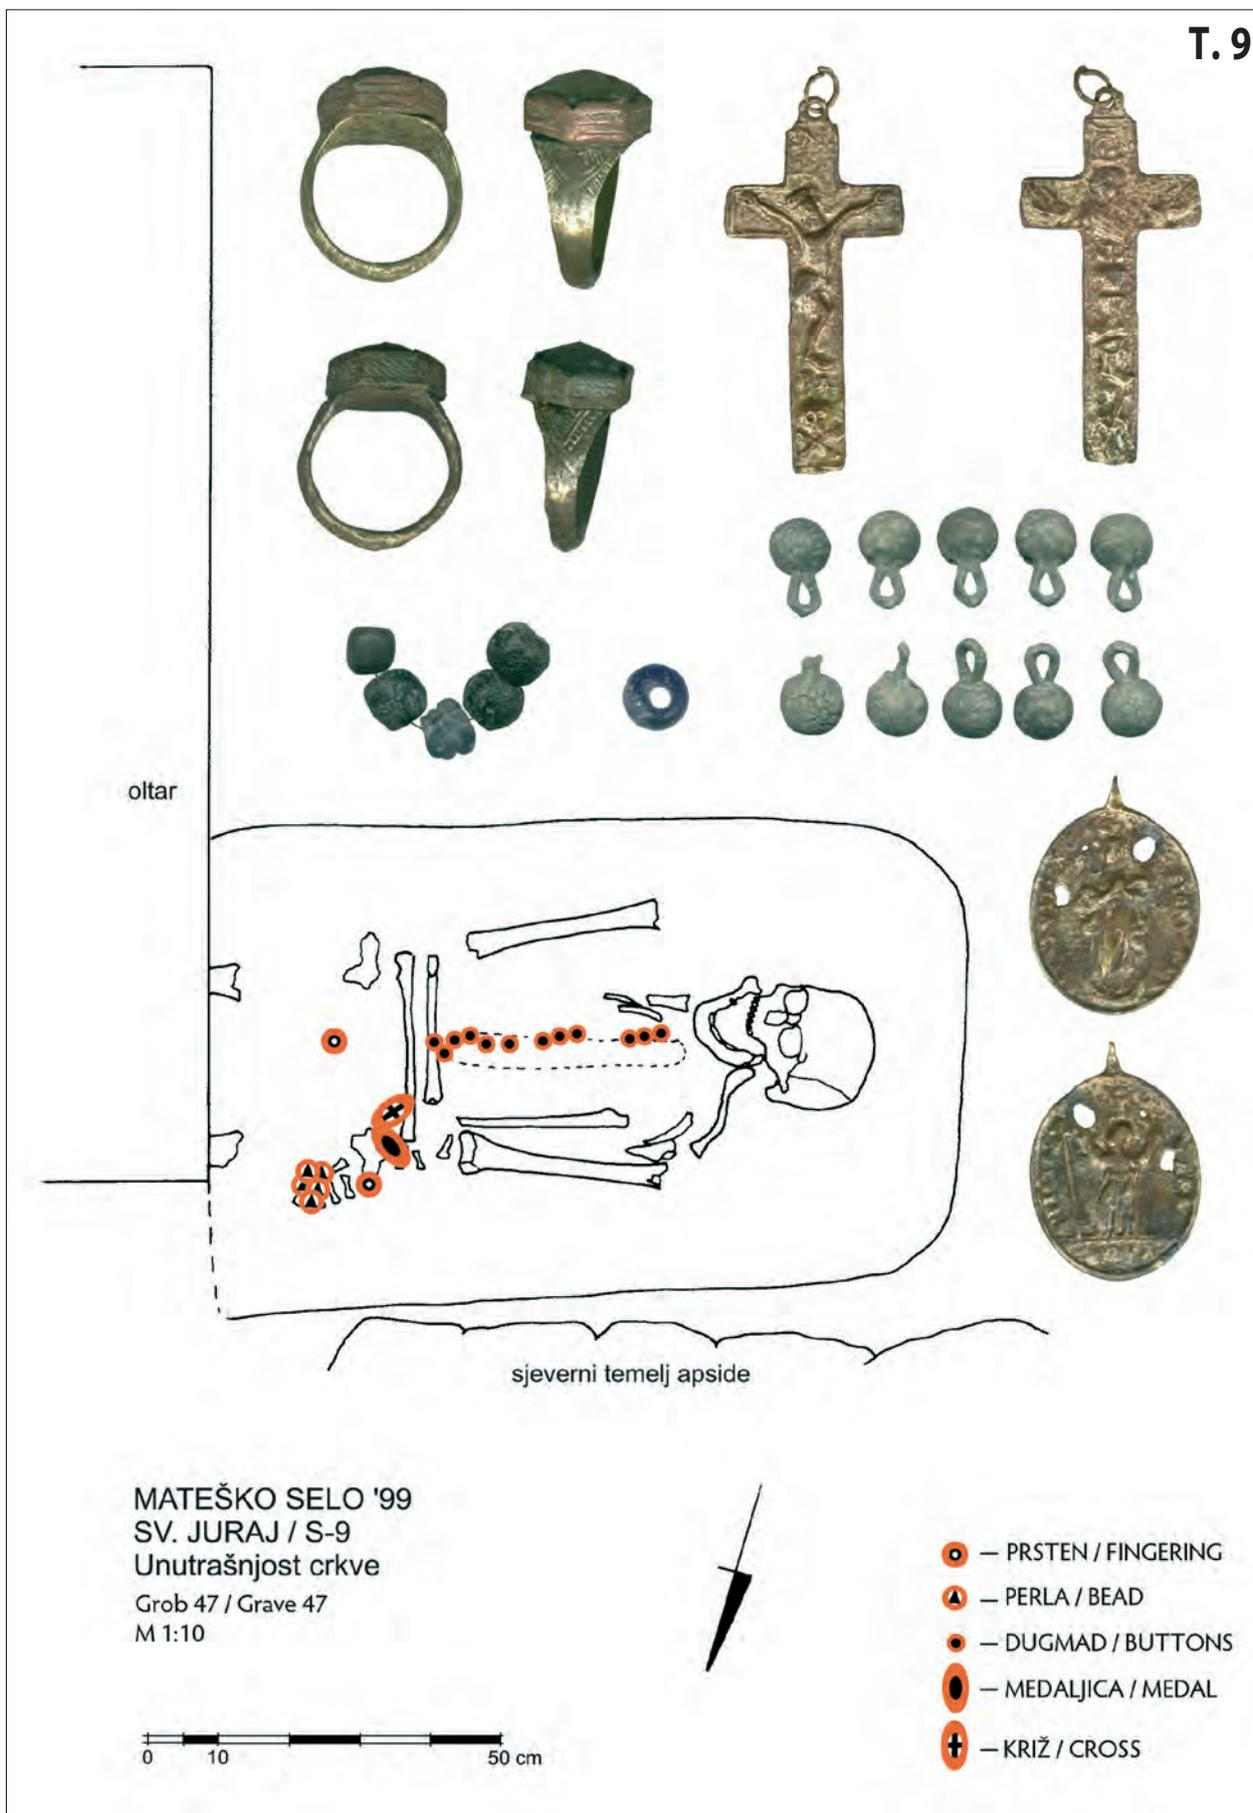 T. 9
oltar
sjeverni temelj apside
MATEŠKO SELO '99
SV. JURAJ / S-9
Unutrašnjost crkve
Grob 47 / Grave 47
M 1:10
0 10 50 cm
– PRSTEN / FINGERING
– PERLA / BEAD
– DUGMAD / BUTTONS
– MEDALJICA / MEDAL
– KRIŽ / CROSS